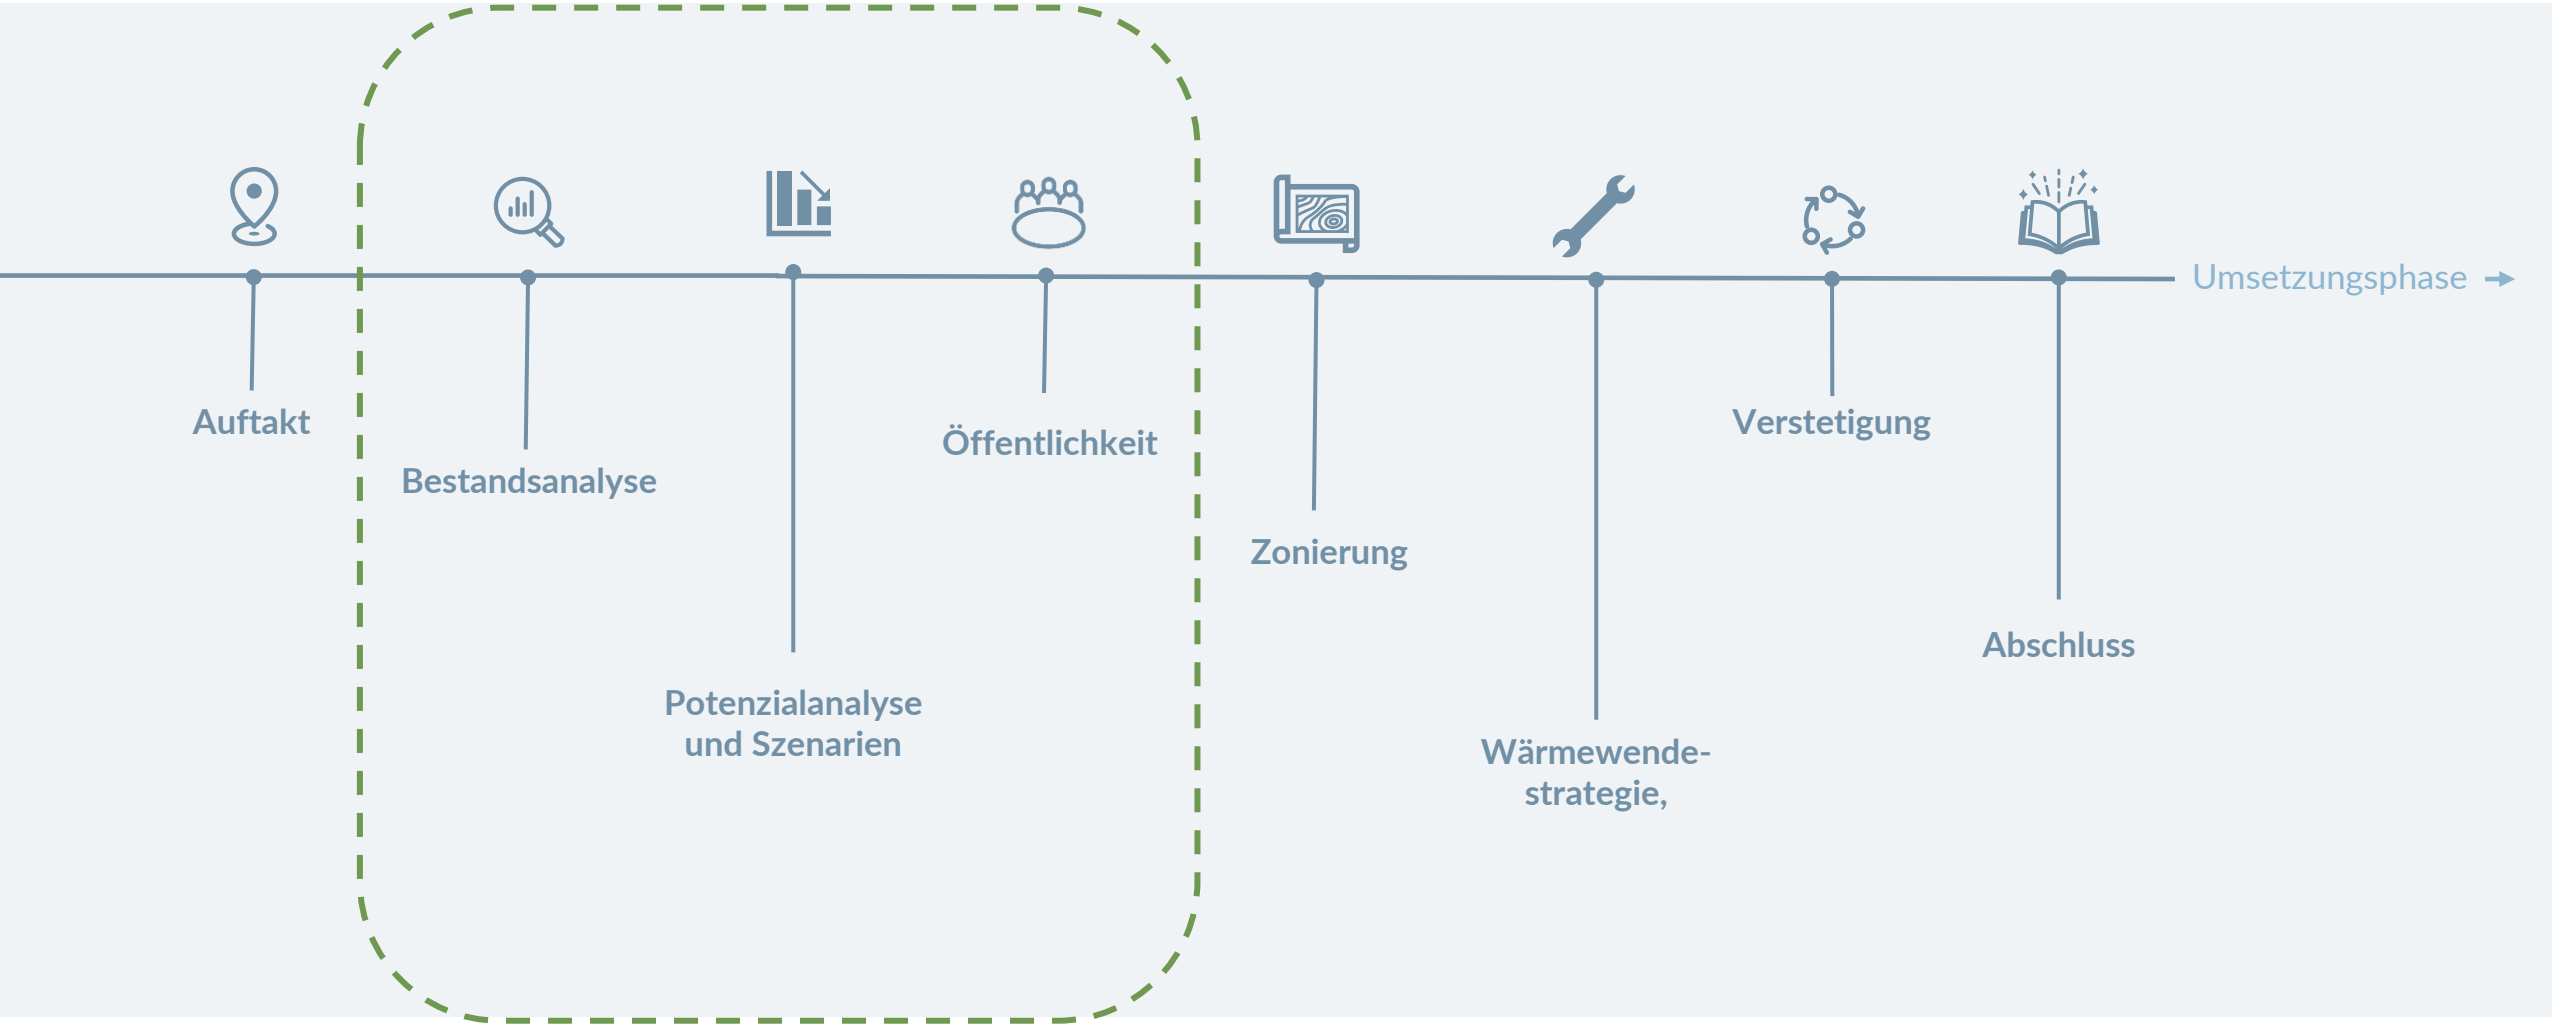 Auftakt
Bestandsanalyse
Potenzialanalyse
und Szenarien
Öffentlichkeit
Zonierung
Wärmewende-
strategie,
Verstetigung
Abschluss
Umsetzungsphase